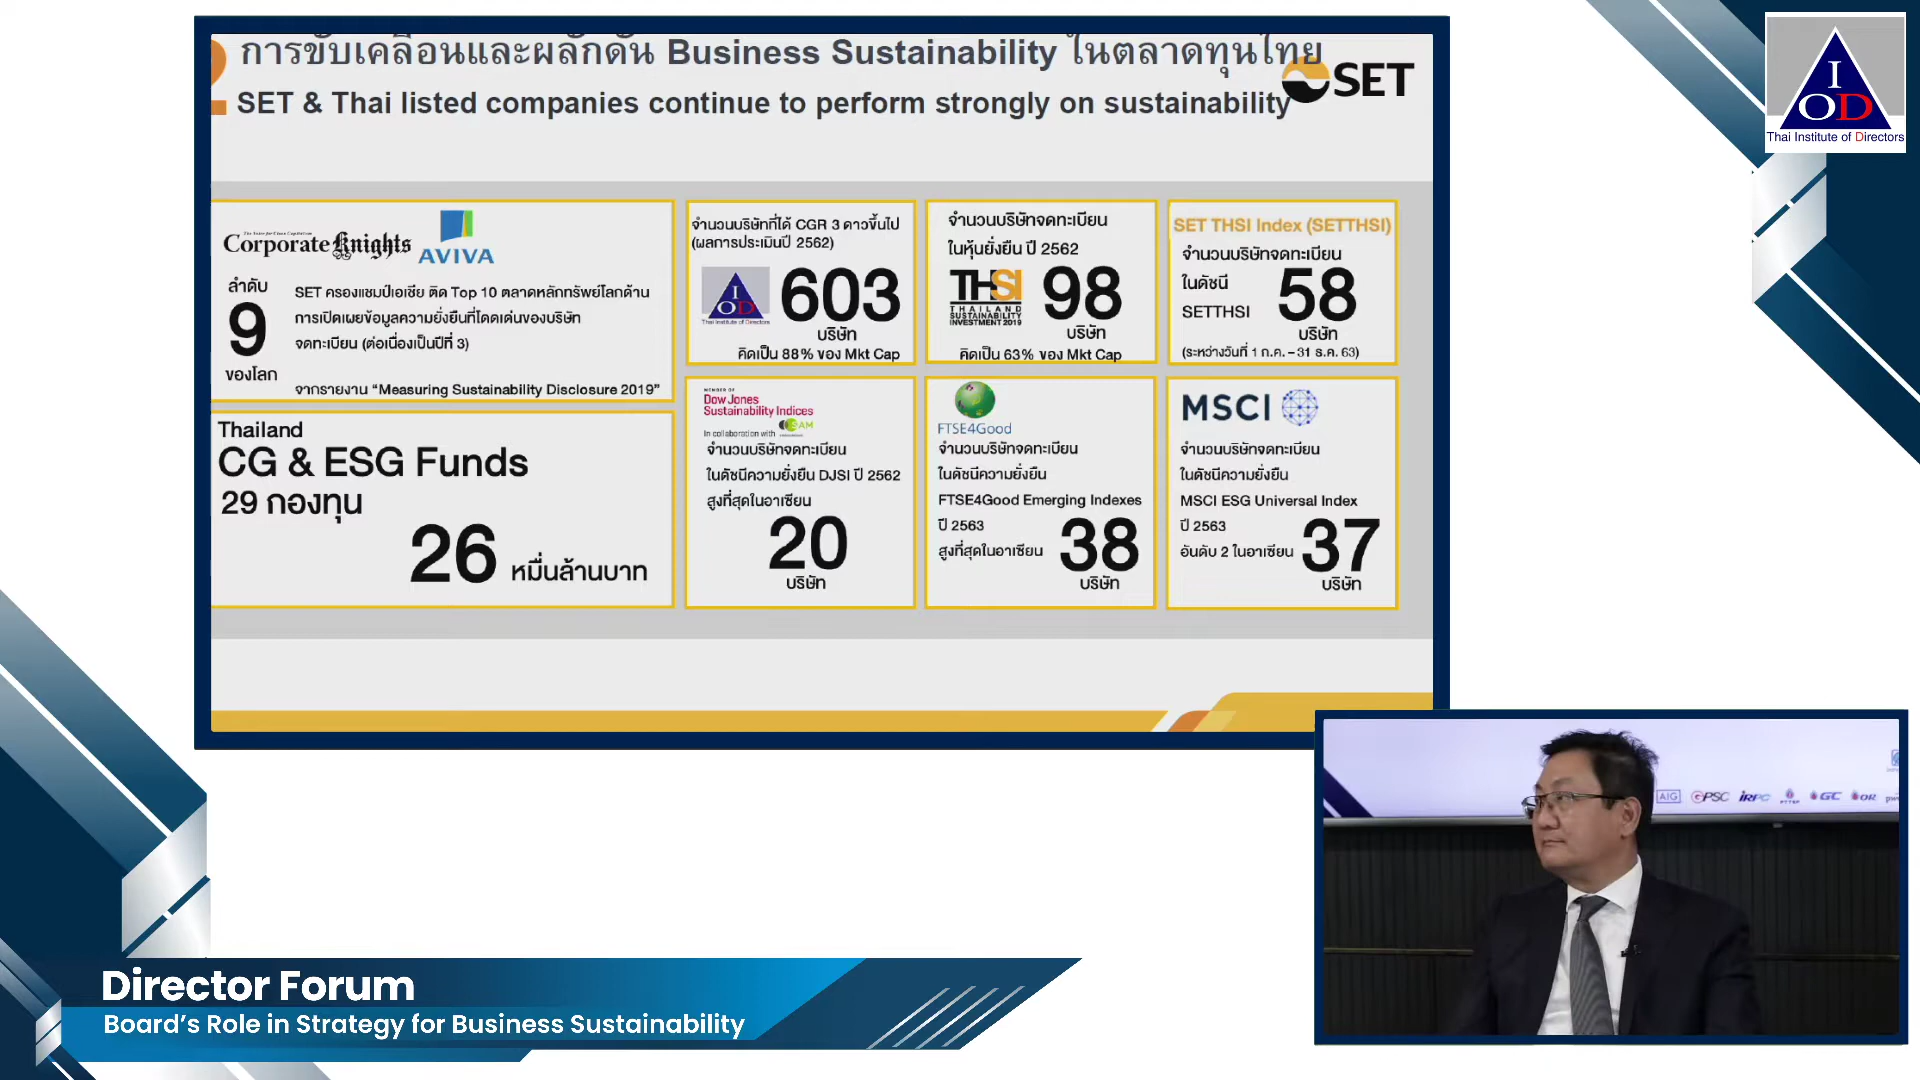 2
การขับเคลื่อนและผลักดัน Business Sustainability ในตลาดทุนไทย
SET & Thai listed companies continue to perform strongly on sustainability
SET
I
OD
Thai Institute of Directors
Corporate Knights
AVIVA
ลำดับ
9
ของโลก
SET ครองแชมป์เอเชีย ติด Top 10 ตลาดหลักทรัพย์โลกด้าน
การเปิดเผยข้อมูลความยั่งยืนที่โดดเด่นของบริษัท
จดทะเบียน (ต่อเนื่องเป็นปีที่ 3)
จากรายงาน “Measuring Sustainability Disclosure 2019”
จำนวนบริษัทที่ได้ CGR 3 ดาวขึ้นไป
(ผลการประเมินปี 2562)
I
OD
Thai Institute of Directors
603
บริษัท
คิดเป็น 88% ของ Mkt Cap
จำนวนบริษัทจดทะเบียน
ในหุ้นยั่งยืน ปี 2562
THSI
THAILAND
SUSTAINABILITY
INVESTMENT 2019
98
บริษัท
คิดเป็น 63% ของ Mkt Cap
SET THSI Index (SETTHSI)
จำนวนบริษัทจดทะเบียน
ในดัชนี
SETTHSI
58
บริษัท
(ระหว่างวันที่ 1 ก.ค. – 31 ธ.ค. 63)
Thailand
CG & ESG Funds
29 กองทุน
26 หมื่นล้านบาท
MEMBER OF
Dow Jones
Sustainability Indices
In collaboration with SAM
จำนวนบริษัทจดทะเบียน
ในดัชนีความยั่งยืน DJSI ปี 2562
สูงที่สุดในอาเซียน
20
บริษัท
FTSE4Good
จำนวนบริษัทจดทะเบียน
ในดัชนีความยั่งยืน
FTSE4Good Emerging Indexes
ปี 2563
สูงที่สุดในอาเซียน
38
บริษัท
MSCI
จำนวนบริษัทจดทะเบียน
ในดัชนีความยั่งยืน
MSCI ESG Universal Index
ปี 2563
อันดับ 2 ในอาเซียน
37
บริษัท
AIG GPSC IRPC PTTEP GC OR
Director Forum
Board’s Role in Strategy for Business Sustainability